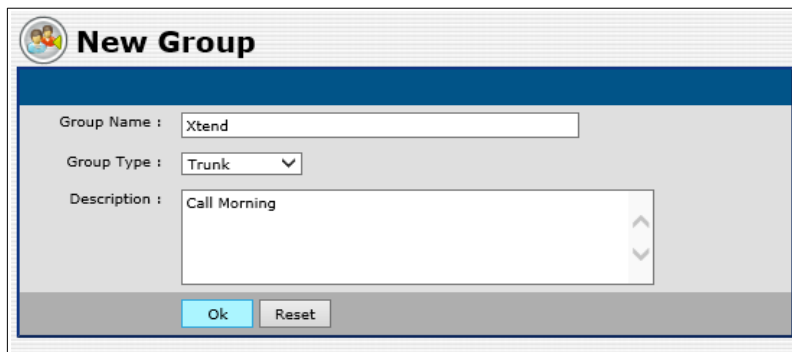 New Group
Group Name : Xtend
Group Type : Trunk
Description : Call Morning
Ok Reset